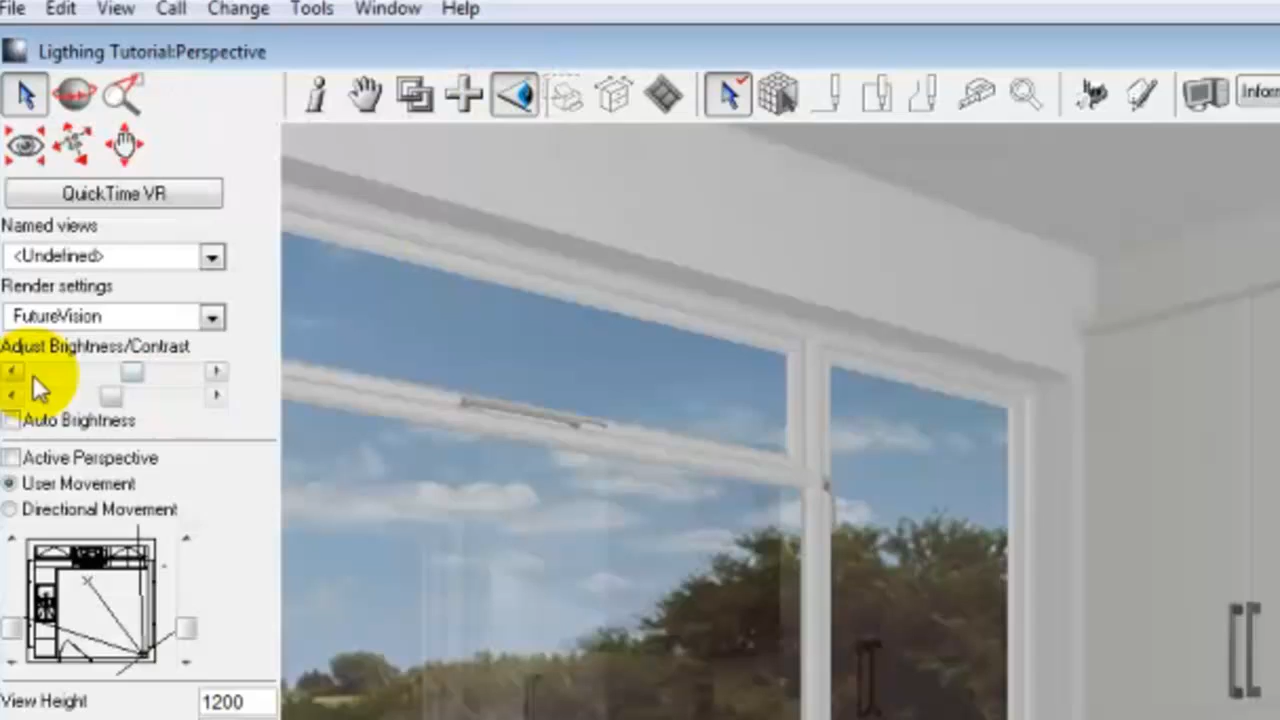 File Edit View Call Change Tools Window Help
Ligthing Tutorial:Perspective
QuickTime VR
Named views
<Undefined>
Render settings
FutureVision
Adjust Brightness/Contrast
Auto Brightness
Active Perspective
User Movement
Directional Movement
View Height 1200